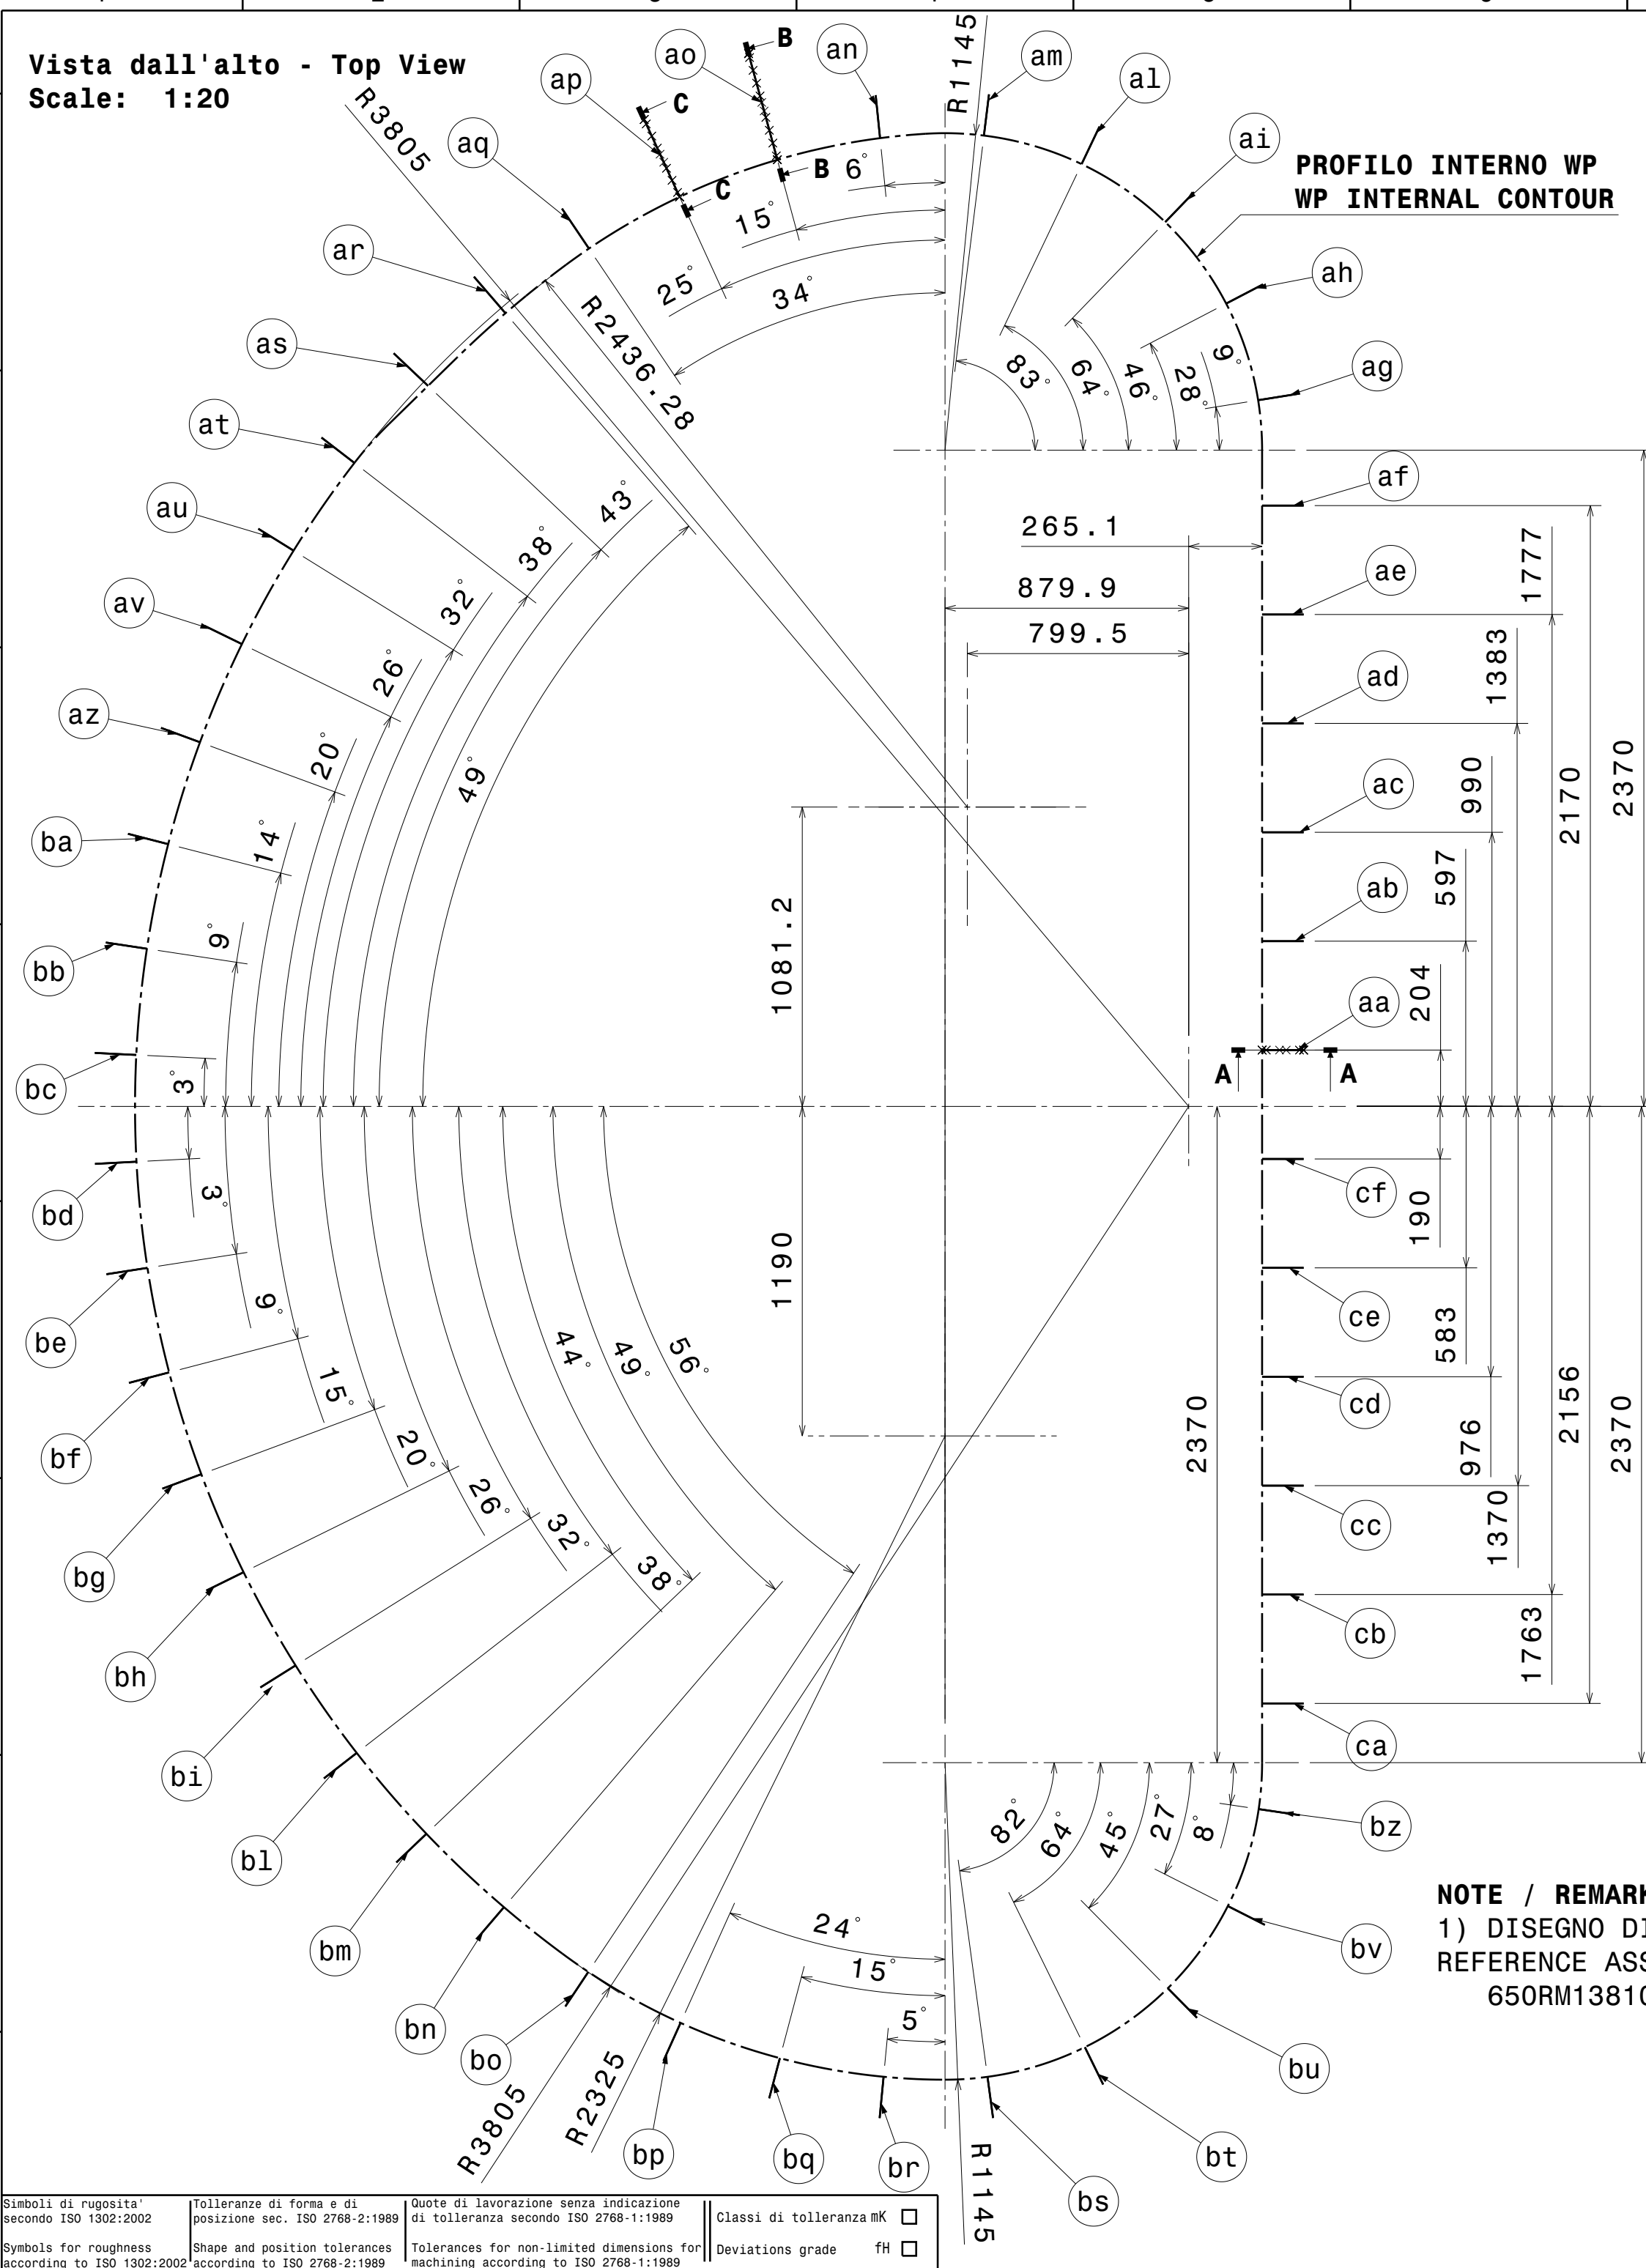 Vista dall'alto - Top View
Scale: 1:20
PROFILO INTERNO WP
WP INTERNAL CONTOUR
ap
ao
B
an
R1145
am
al
ai
C
aq
R3805
B
C
6°
15°
25°
34°
ar
ah
as
R2436.28
83°
64°
46°
28°
9°
ag
at
af
au
43°
38°
32°
26°
20°
14°
9°
3°
49°
265.1
879.9
799.5
1777
ae
1383
ad
av
az
990
ac
2170
2370
ba
597
ab
1081.2
bb
204
aa
A
A
bc
bd
3°
9°
15°
20°
26°
32°
38°
44°
49°
56°
1190
190
cf
583
ce
be
2370
976
cd
2156
2370
bf
1370
cc
bg
1763
cb
bh
ca
bi
82°
64°
45°
27°
8°
bz
bl
bm
24°
15°
5°
bv
NOTE / REMARK
1) DISEGNO DI
REFERENCE ASS
650RM13810
bn
bo
bu
R3805
R2325
bp
bq
br
R1145
bs
bt
Simboli di rugosita'
secondo ISO 1302:2002
Symbols for roughness
according to ISO 1302:2002
Tolleranze di forma e di
posizione sec. ISO 2768-2:1989
Shape and position tolerances
according to ISO 2768-2:1989
Quote di lavorazione senza indicazione
di tolleranza secondo ISO 2768-1:1989
Tolerances for non-limited dimensions for
machining according to ISO 2768-1:1989
Classi di tolleranza mK
Deviations grade fH